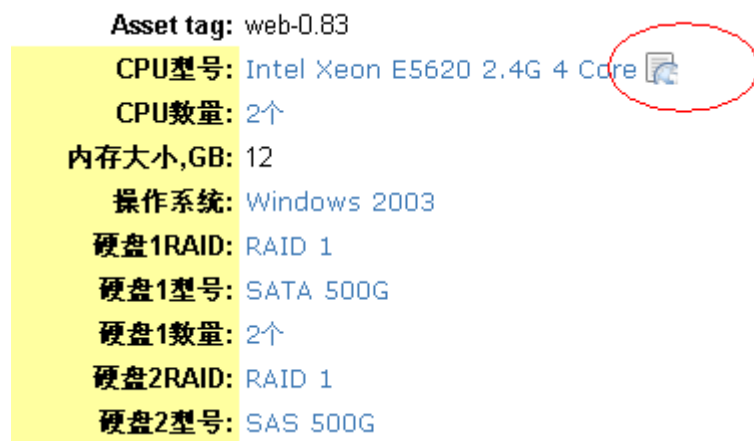 Asset tag: web-0.83
CPU型号: Intel Xeon E5620 2.4G 4 Core
CPU数量: 2个
内存大小,GB: 12
操作系统: Windows 2003
硬盘1RAID: RAID 1
硬盘1型号: SATA 500G
硬盘1数量: 2个
硬盘2RAID: RAID 1
硬盘2型号: SAS 500G